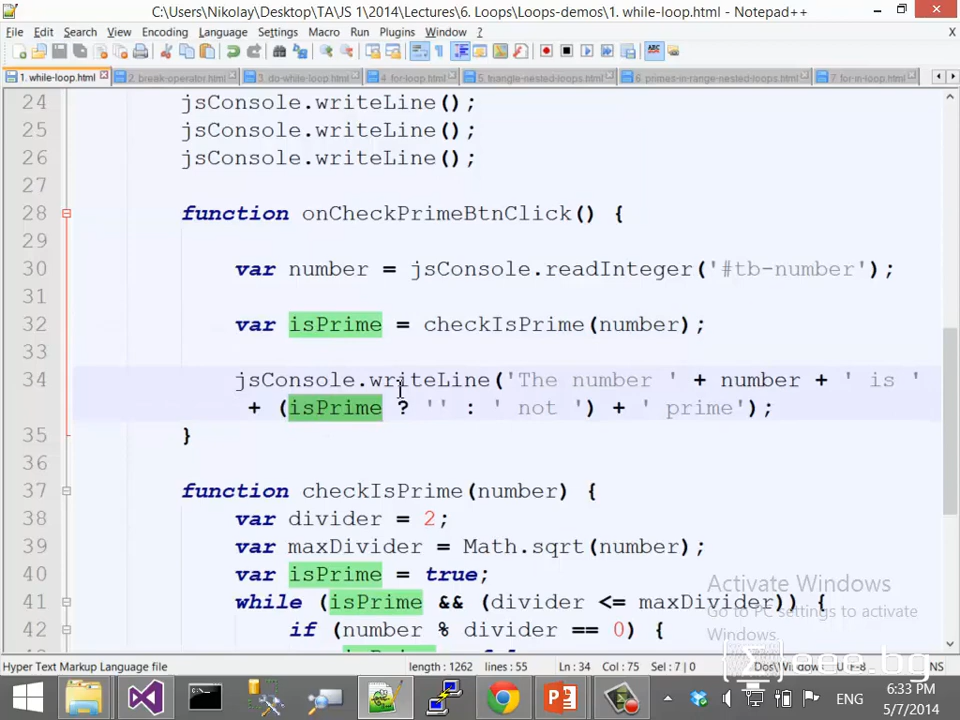 C:\Users\Nikolay\Desktop\TA\JS 1\2014\Lectures\6. Loops\Loops-demos\1. while-loop.html - Notepad++
File Edit Search View Encoding Language Settings Macro Run Plugins Window ? X
1. while-loop.html 2. break-operator.html 3. do-while loop.html 4. for-loop.html 5. triangle-nested-loops.html 6. primes-in-range-nested-loops.html 7. for-in-loop.html
24 jsConsole.writeLine();
25 jsConsole.writeLine();
26 jsConsole.writeLine();
27
28 function onCheckPrimeBtnClick() {
29
30 var number = jsConsole.readInteger('#tb-number');
31
32 var isPrime = checkIsPrime(number);
33
34 jsConsole.writeLine('The number ' + number + ' is '
+ (isPrime ? '' : ' not ') + ' prime');
35 }
36
37 function checkIsPrime(number) {
38 var divider = 2;
39 var maxDivider = Math.sqrt(number);
40 var isPrime = true;
41 while (isPrime && (divider <= maxDivider)) {
42 if (number % divider == 0) {
Activate Windows
Go to PC settings to activate
Windows.
Hyper Text Markup Language file length : 1262 lines : 55 Ln : 34 Col : 75 Sel : 7 | 0 Dos\Windows UTF-8 INS
eee.bg
ENG
6:33 PM
5/7/2014